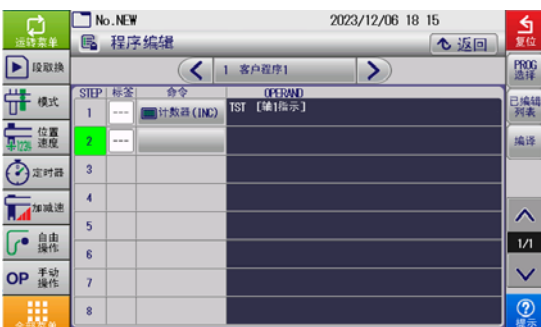 No.NEW 2023/12/06 18 15
运转菜单 程序编辑 返回 复位
段取换 1 客户程序1 PROG 选择
STEP 标签 命令 OPERAND
模式 1 --- 计数器(INC) TST [轴1指示] 已编辑 列表
位置 速度 2 --- 编译
定时器 3
加减速 4
5
自由 操作 6 1/1
OP 手动 操作 7
8 提示